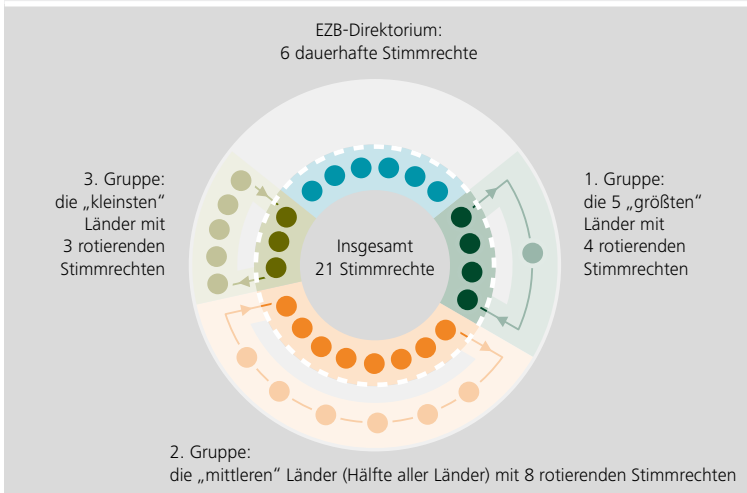 EZB-Direktorium:
6 dauerhafte Stimmrechte
3. Gruppe:
die „kleinsten“
Länder mit
3 rotierenden
Stimmrechten
Insgesamt
21 Stimmrechte
1. Gruppe:
die 5 „größten“
Länder mit
4 rotierenden
Stimmrechten
2. Gruppe:
die „mittleren“ Länder (Hälfte aller Länder) mit 8 rotierenden Stimmrechten